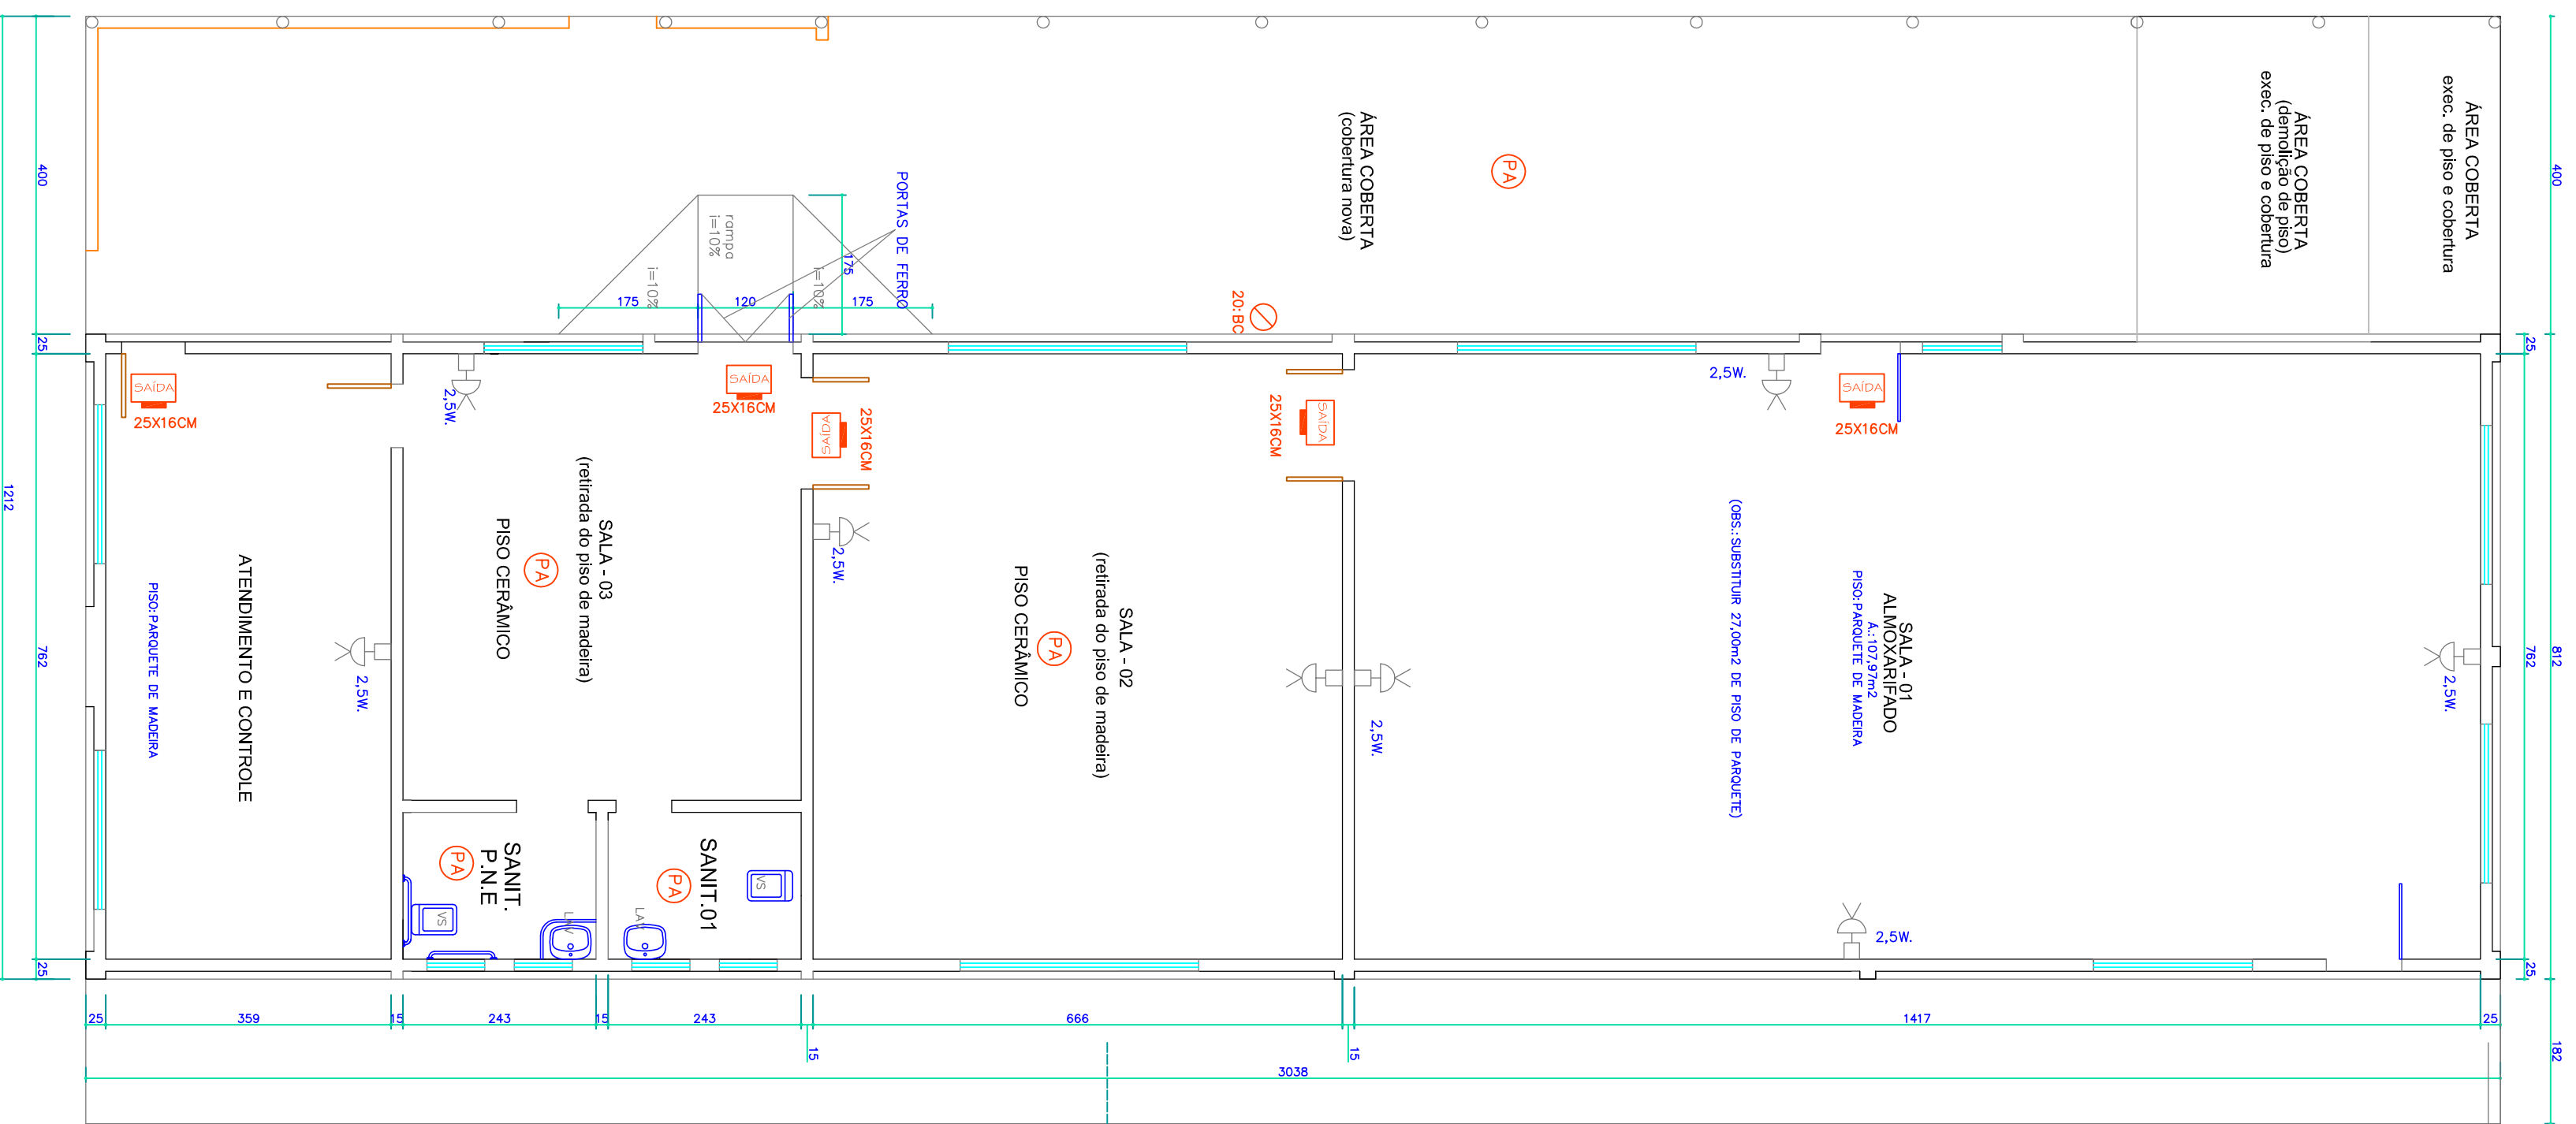 ÁREA COBERTA
exec. de piso e cobertura
ÁREA COBERTA
(demolição de piso)
exec. de piso e cobertura
ÁREA COBERTA
(cobertura nova)
PA
PORTAS DE FERRO
rampa
i=10%
i=10%
i=10%
175
175
120
175
20:BC
400
25
1212
762
25
400
25
812
762
25
182
SAÍDA
25X16CM
SAÍDA
25X16CM
SAÍDA
25X16CM
SAÍDA
25X16CM
SAÍDA
25X16CM
2,5W.
2,5W.
2,5W.
2,5W.
2,5W.
2,5W.
2,5W.
ATENDIMENTO E CONTROLE
PISO:PARQUETE DE MADEIRA
SALA - 03
(retirada do piso de madeira)
PA
PISO CERÂMICO
SALA - 02
(retirada do piso de madeira)
PA
PISO CERÂMICO
SALA - 01
ALMOXARIFADO
Á.:107,97m2
PISO:PARQUETE DE MADEIRA
(OBS.:SUBSTITUIR 27,00m2 DE PISO DE PARQUETE)
SANIT.
P.N.E
PA
VS
LAV
SANIT.01
PA
VS
LAV
25
359
15
243
15
243
15
666
15
1417
25
3038